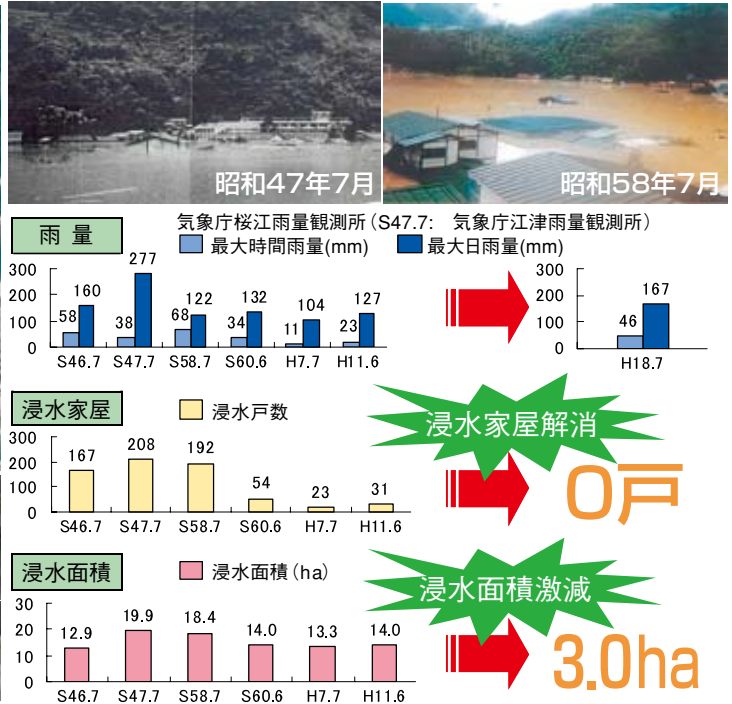 昭和47年7月
昭和58年7月
雨 量
気象庁桜江雨量観測所(S47.7: 気象庁江津雨量観測所)
最大時間雨量(mm) 最大日雨量(mm)
300
200
100
0
58 160 38 277 68 122 34 132 11 104 23 127
S46.7 S47.7 S58.7 S60.6 H7.7 H11.6
300
200
100
0
46 167
H18.7
浸水家屋
浸水戸数
浸水家屋解消
300
200
100
0
167 208 192 54 23 31
S46.7 S47.7 S58.7 S60.6 H7.7 H11.6
0戸
浸水面積
浸水面積(ha)
浸水面積激減
30
20
10
0
12.9 19.9 18.4 14.0 13.3 14.0
S46.7 S47.7 S58.7 S60.6 H7.7 H11.6
3.0ha